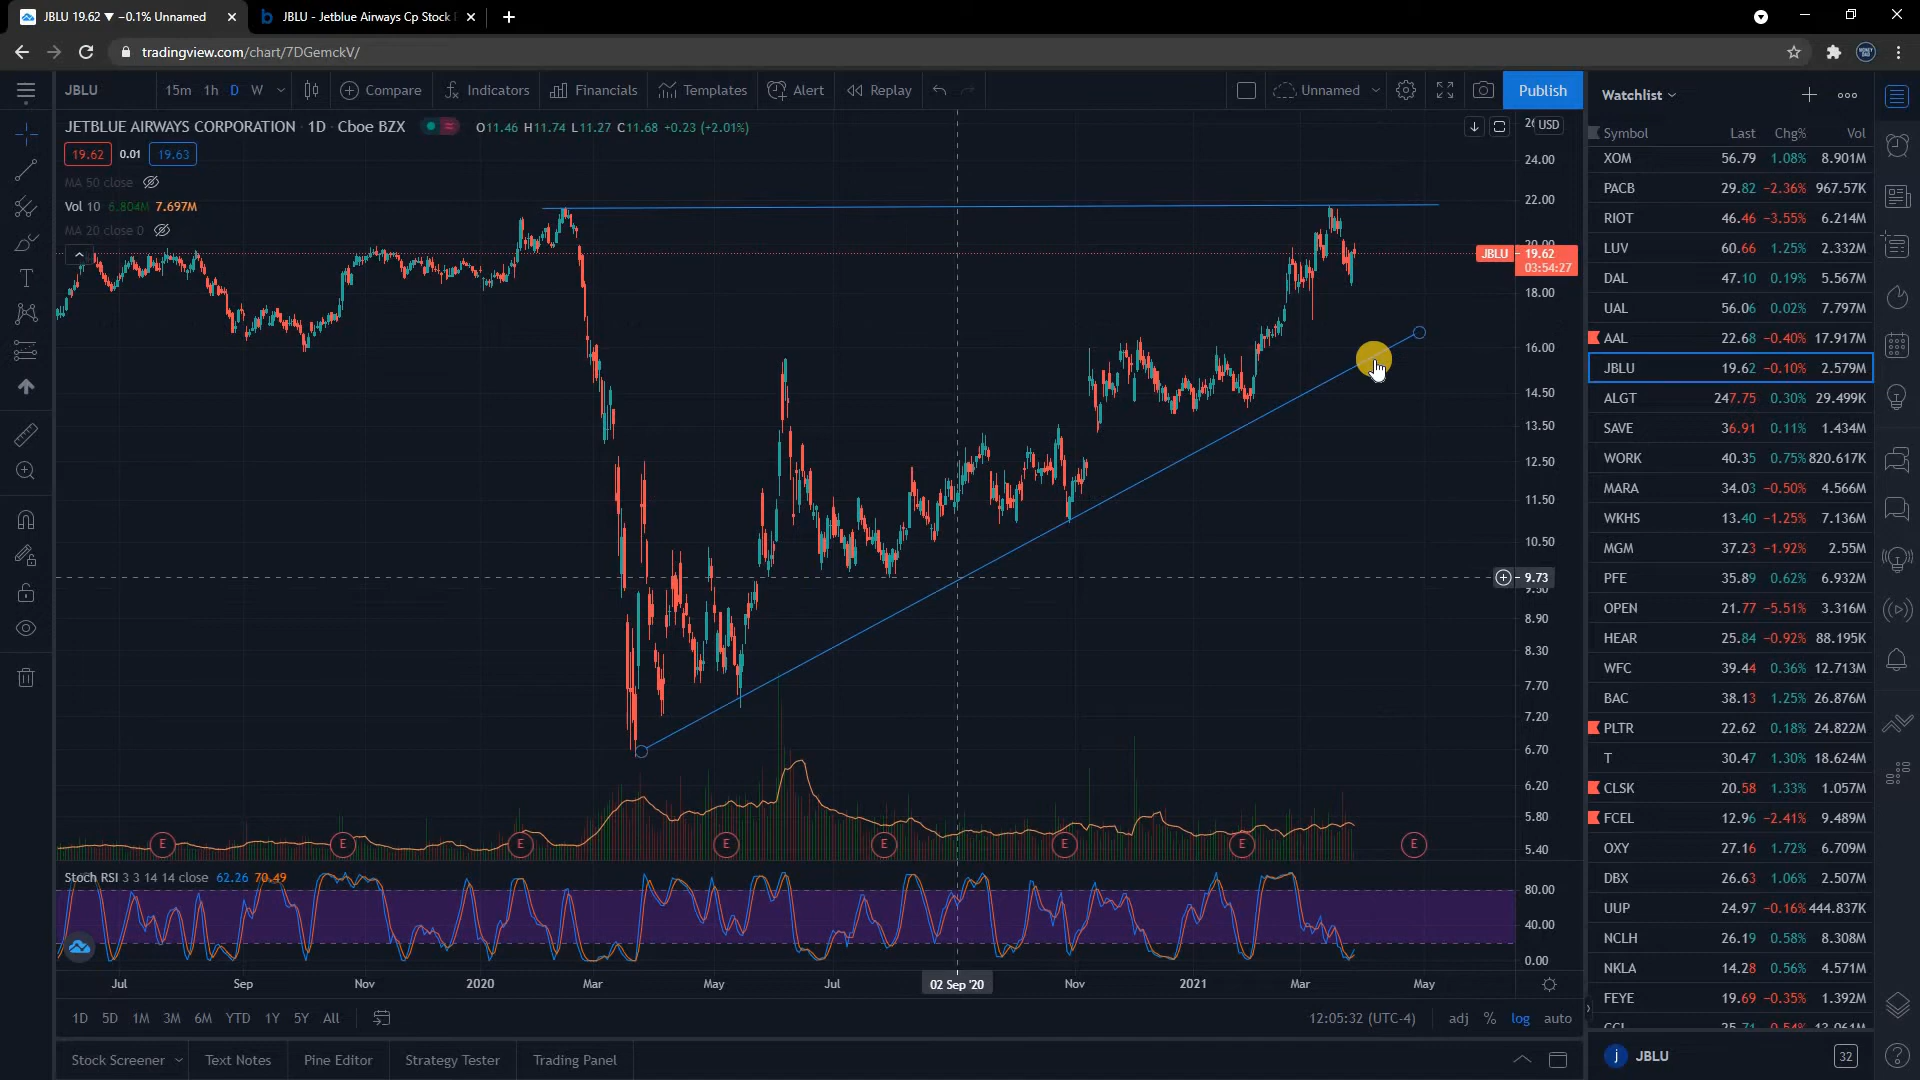 JBLU 19.62 ▼ −0.1% Unnamed
JBLU - Jetblue Airways Cp Stock
tradingview.com/chart/7DGemckV/
JBLU 15m 1h D W Compare Indicators Financials Templates Alert Replay Unnamed Publish
JETBLUE AIRWAYS CORPORATION · 1D · Cboe BZX O11.46 H11.74 L11.27 C11.68 +0.23 (+2.01%)
19.62 0.01 19.63
MA 50 close
Vol 10 6.804M 7.697M
MA 20 close 0
USD
24.00
22.00
20.00
JBLU 19.62
03:54:27
18.00
16.00
14.50
13.50
12.50
11.50
10.50
9.73
9.50
8.90
8.30
7.70
7.20
6.70
6.20
5.80
5.40
E E E E E E E E
Stoch RSI 3 3 14 14 close 62.26 70.49
80.00
40.00
0.00
Jul Sep Nov 2020 Mar May Jul 02 Sep '20 Nov 2021 Mar May
1D 5D 1M 3M 6M YTD 1Y 5Y All 12:05:32 (UTC-4) adj % log auto
Stock Screener Text Notes Pine Editor Strategy Tester Trading Panel
Watchlist
Symbol Last Chg% Vol
XOM 56.79 1.08% 8.901M
PACB 29.82 −2.36% 967.57K
RIOT 46.46 −3.55% 6.214M
LUV 60.66 1.25% 2.332M
DAL 47.10 0.19% 5.567M
UAL 56.06 0.02% 7.797M
AAL 22.68 −0.40% 17.917M
JBLU 19.62 −0.10% 2.579M
ALGT 247.75 0.30% 29.499K
SAVE 36.91 0.11% 1.434M
WORK 40.35 0.75% 820.617K
MARA 34.03 −0.50% 4.566M
WKHS 13.40 −1.25% 7.136M
MGM 37.23 −1.92% 2.55M
PFE 35.89 0.62% 6.932M
OPEN 21.77 −5.51% 3.316M
HEAR 25.84 −0.92% 88.195K
WFC 39.44 0.36% 12.713M
BAC 38.13 1.25% 26.876M
PLTR 22.62 0.18% 24.822M
T 30.47 1.30% 18.624M
CLSK 20.58 1.33% 1.057M
FCEL 12.96 −2.41% 9.489M
OXY 27.16 1.72% 6.709M
DBX 26.63 1.06% 2.507M
UUP 24.97 −0.16% 444.837K
NCLH 26.19 0.58% 8.308M
NKLA 14.28 0.56% 4.571M
FEYE 19.69 −0.35% 1.392M
j JBLU 32